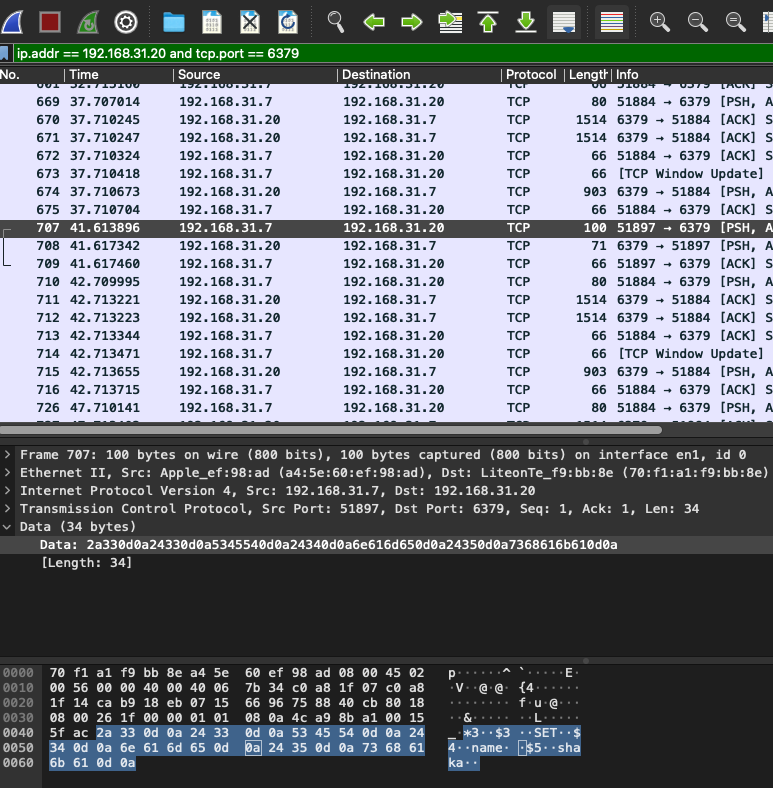 ip.addr == 192.168.31.20 and tcp.port == 6379
No. Time Source Destination Protocol Length Info
669 37.707014 192.168.31.7 192.168.31.20 TCP 80 51884 → 6379 [PSH, A
670 37.710245 192.168.31.20 192.168.31.7 TCP 1514 6379 → 51884 [ACK] S
671 37.710247 192.168.31.20 192.168.31.7 TCP 1514 6379 → 51884 [ACK] S
672 37.710324 192.168.31.7 192.168.31.20 TCP 66 51884 → 6379 [ACK] S
673 37.710418 192.168.31.7 192.168.31.20 TCP 66 [TCP Window Update]
674 37.710673 192.168.31.20 192.168.31.7 TCP 903 6379 → 51884 [PSH, A
675 37.710704 192.168.31.7 192.168.31.20 TCP 66 51884 → 6379 [ACK] S
707 41.613896 192.168.31.7 192.168.31.20 TCP 100 51897 → 6379 [PSH, A
708 41.617342 192.168.31.20 192.168.31.7 TCP 71 6379 → 51897 [PSH, A
709 41.617460 192.168.31.7 192.168.31.20 TCP 66 51897 → 6379 [ACK] S
710 42.709995 192.168.31.7 192.168.31.20 TCP 80 51884 → 6379 [PSH, A
711 42.713221 192.168.31.20 192.168.31.7 TCP 1514 6379 → 51884 [ACK] S
712 42.713223 192.168.31.20 192.168.31.7 TCP 1514 6379 → 51884 [ACK] S
713 42.713344 192.168.31.7 192.168.31.20 TCP 66 51884 → 6379 [ACK] S
714 42.713471 192.168.31.7 192.168.31.20 TCP 66 [TCP Window Update]
715 42.713655 192.168.31.20 192.168.31.7 TCP 903 6379 → 51884 [PSH, A
716 42.713715 192.168.31.7 192.168.31.20 TCP 66 51884 → 6379 [ACK] S
726 47.710141 192.168.31.7 192.168.31.20 TCP 80 51884 → 6379 [PSH, A
Frame 707: 100 bytes on wire (800 bits), 100 bytes captured (800 bits) on interface en1, id 0
Ethernet II, Src: Apple_ef:98:ad (a4:5e:60:ef:98:ad), Dst: LiteonTe_f9:bb:8e (70:f1:a1:f9:bb:8e)
Internet Protocol Version 4, Src: 192.168.31.7, Dst: 192.168.31.20
Transmission Control Protocol, Src Port: 51897, Dst Port: 6379, Seq: 1, Ack: 1, Len: 34
Data (34 bytes)
Data: 2a330d0a24330d0a5345540d0a24340d0a6e616d650d0a24350d0a7368616b610d0a
[Length: 34]
0000 70 f1 a1 f9 bb 8e a4 5e 60 ef 98 ad 08 00 45 02 p······^ `·····E·
0010 00 56 00 00 40 00 40 06 7b 34 c0 a8 1f 07 c0 a8 ·V··@·@· {4······
0020 1f 14 ca b9 18 eb 07 15 66 96 75 88 40 cb 80 18 ········ f·u·@···
0030 08 00 26 1f 00 00 01 01 08 0a 4c a9 8b a1 00 15 ··&····· ··L·····
0040 5f ac 2a 33 0d 0a 24 33 0d 0a 53 45 54 0d 0a 24 _·*3··$3 ··SET··$
0050 34 0d 0a 6e 61 6d 65 0d 0a 24 35 0d 0a 73 68 61 4··name· ·$5··sha
0060 6b 61 0d 0a ka··